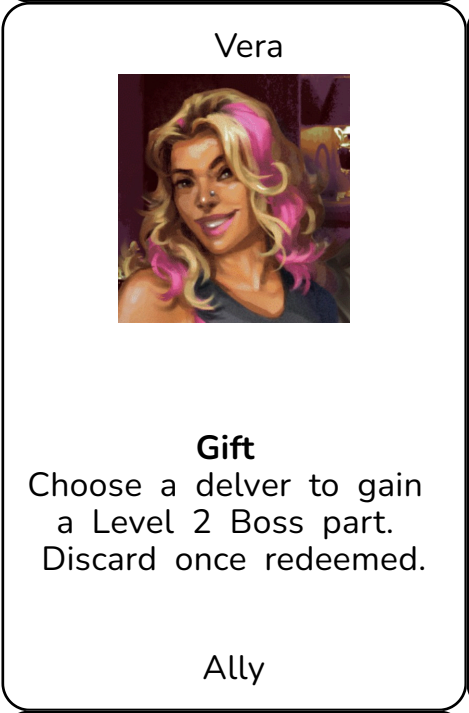 Vera
Gift
Choose a delver to gain
a Level 2 Boss part.
Discard once redeemed.
Ally